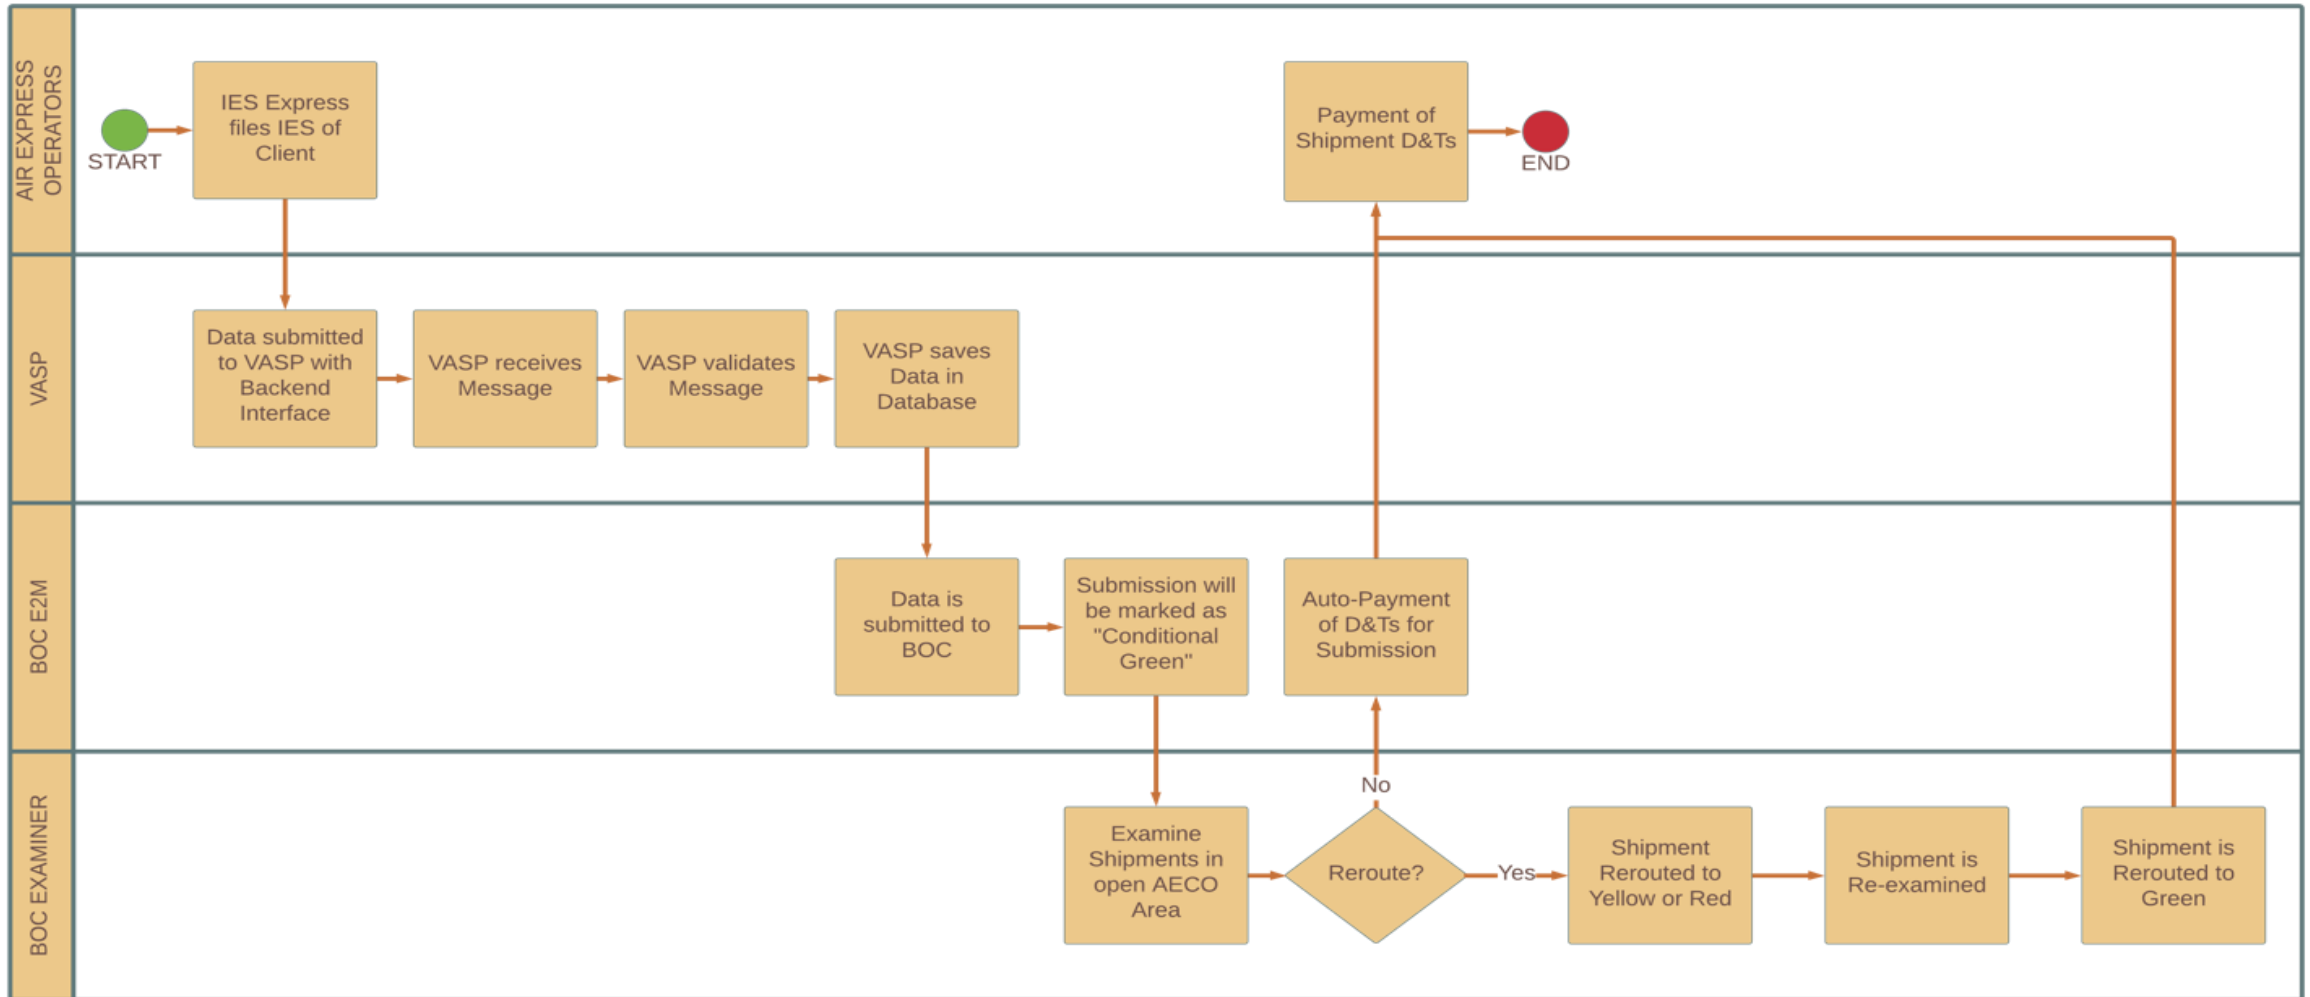 AIR EXPRESS
OPERATORS
START
IES Express
files IES of
Client
Payment of
Shipment D&Ts
END
VASP
Data submitted
to VASP with
Backend
Interface
VASP receives
Message
VASP validates
Message
VASP saves
Data in
Database
BOC E2M
Data is
submitted to
BOC
Submission will
be marked as
"Conditional
Green"
Auto-Payment
of D&Ts for
Submission
BOC EXAMINER
Examine
Shipments in
open AECO
Area
Reroute?
No
Yes
Shipment
Rerouted to
Yellow or Red
Shipment is
Re-examined
Shipment is
Rerouted to
Green